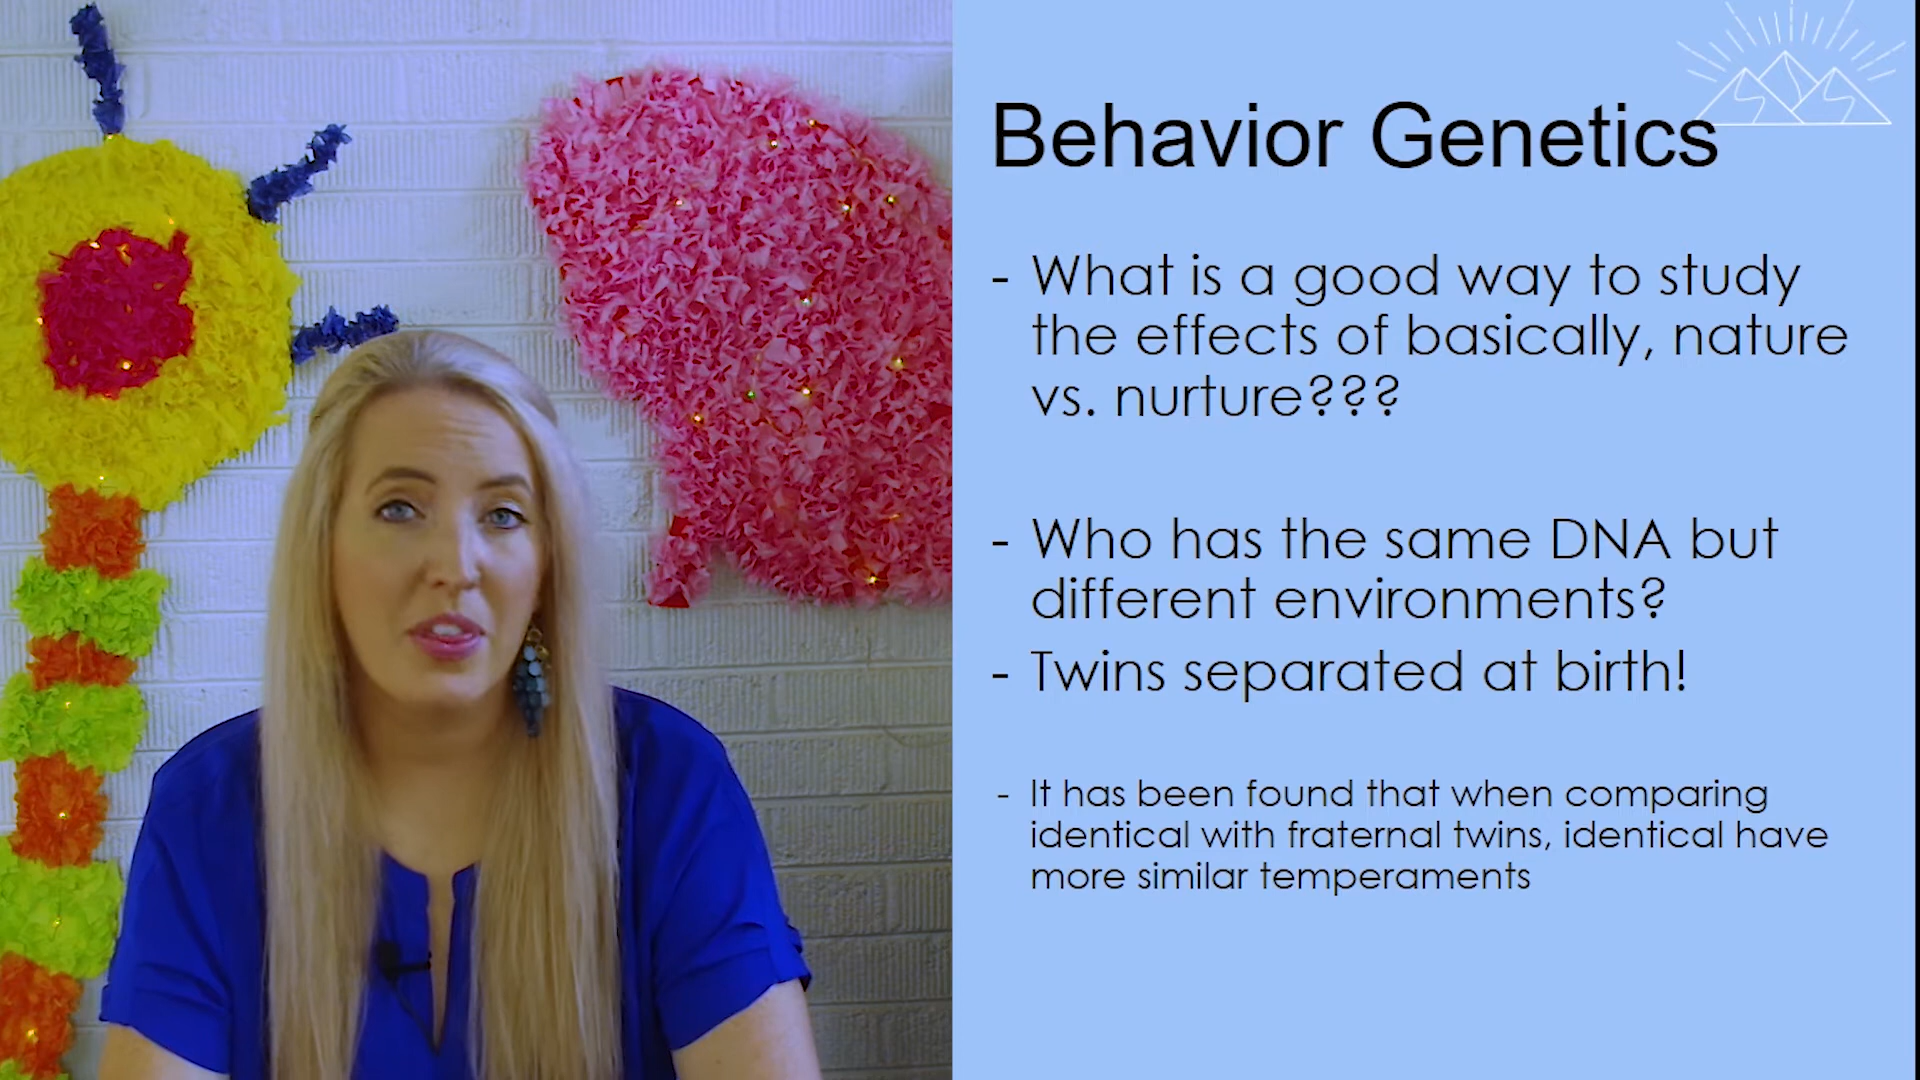 Behavior Genetics
- What is a good way to study
the effects of basically, nature
vs. nurture???
- Who has the same DNA but
different environments?
- Twins separated at birth!
- It has been found that when comparing
identical with fraternal twins, identical have
more similar temperaments